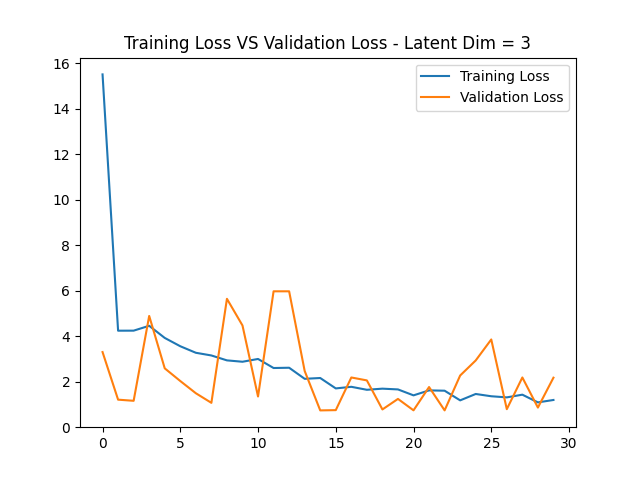 Training Loss VS Validation Loss - Latent Dim = 3
Training Loss
Validation Loss
16
14
12
10
8
6
4
2
0
0 5 10 15 20 25 30